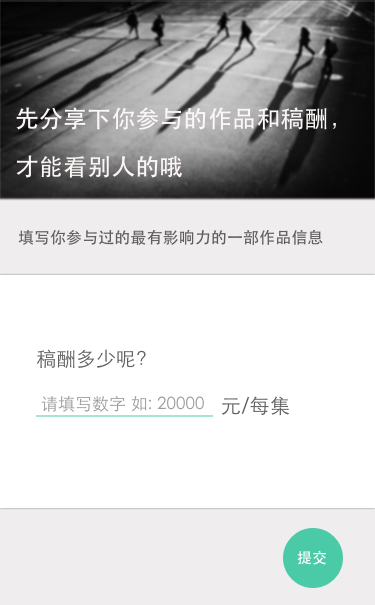 先分享下你参与的作品和稿酬，
才能看别人的哦
填写你参与过的最有影响力的一部作品信息
稿酬多少呢？
请填写数字 如: 20000 元/每集
提交